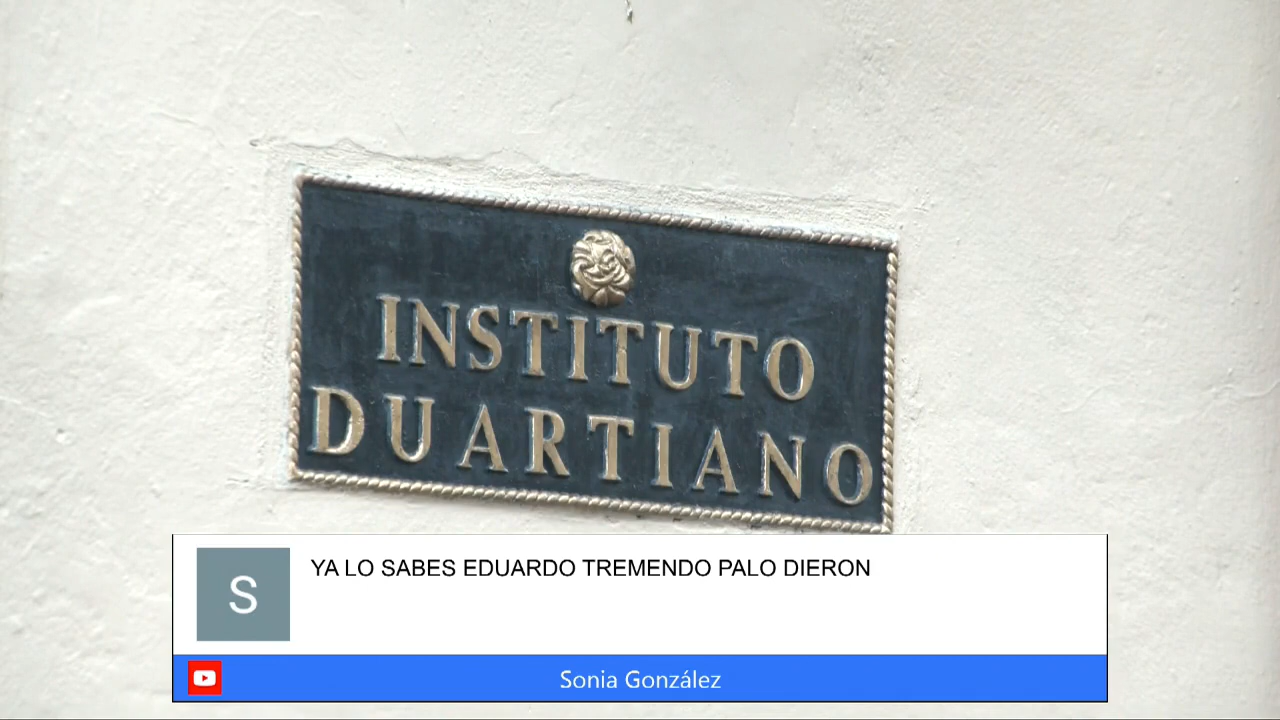 INSTITUTO
DUARTIANO
S
YA LO SABES EDUARDO TREMENDO PALO DIERON
Sonia González